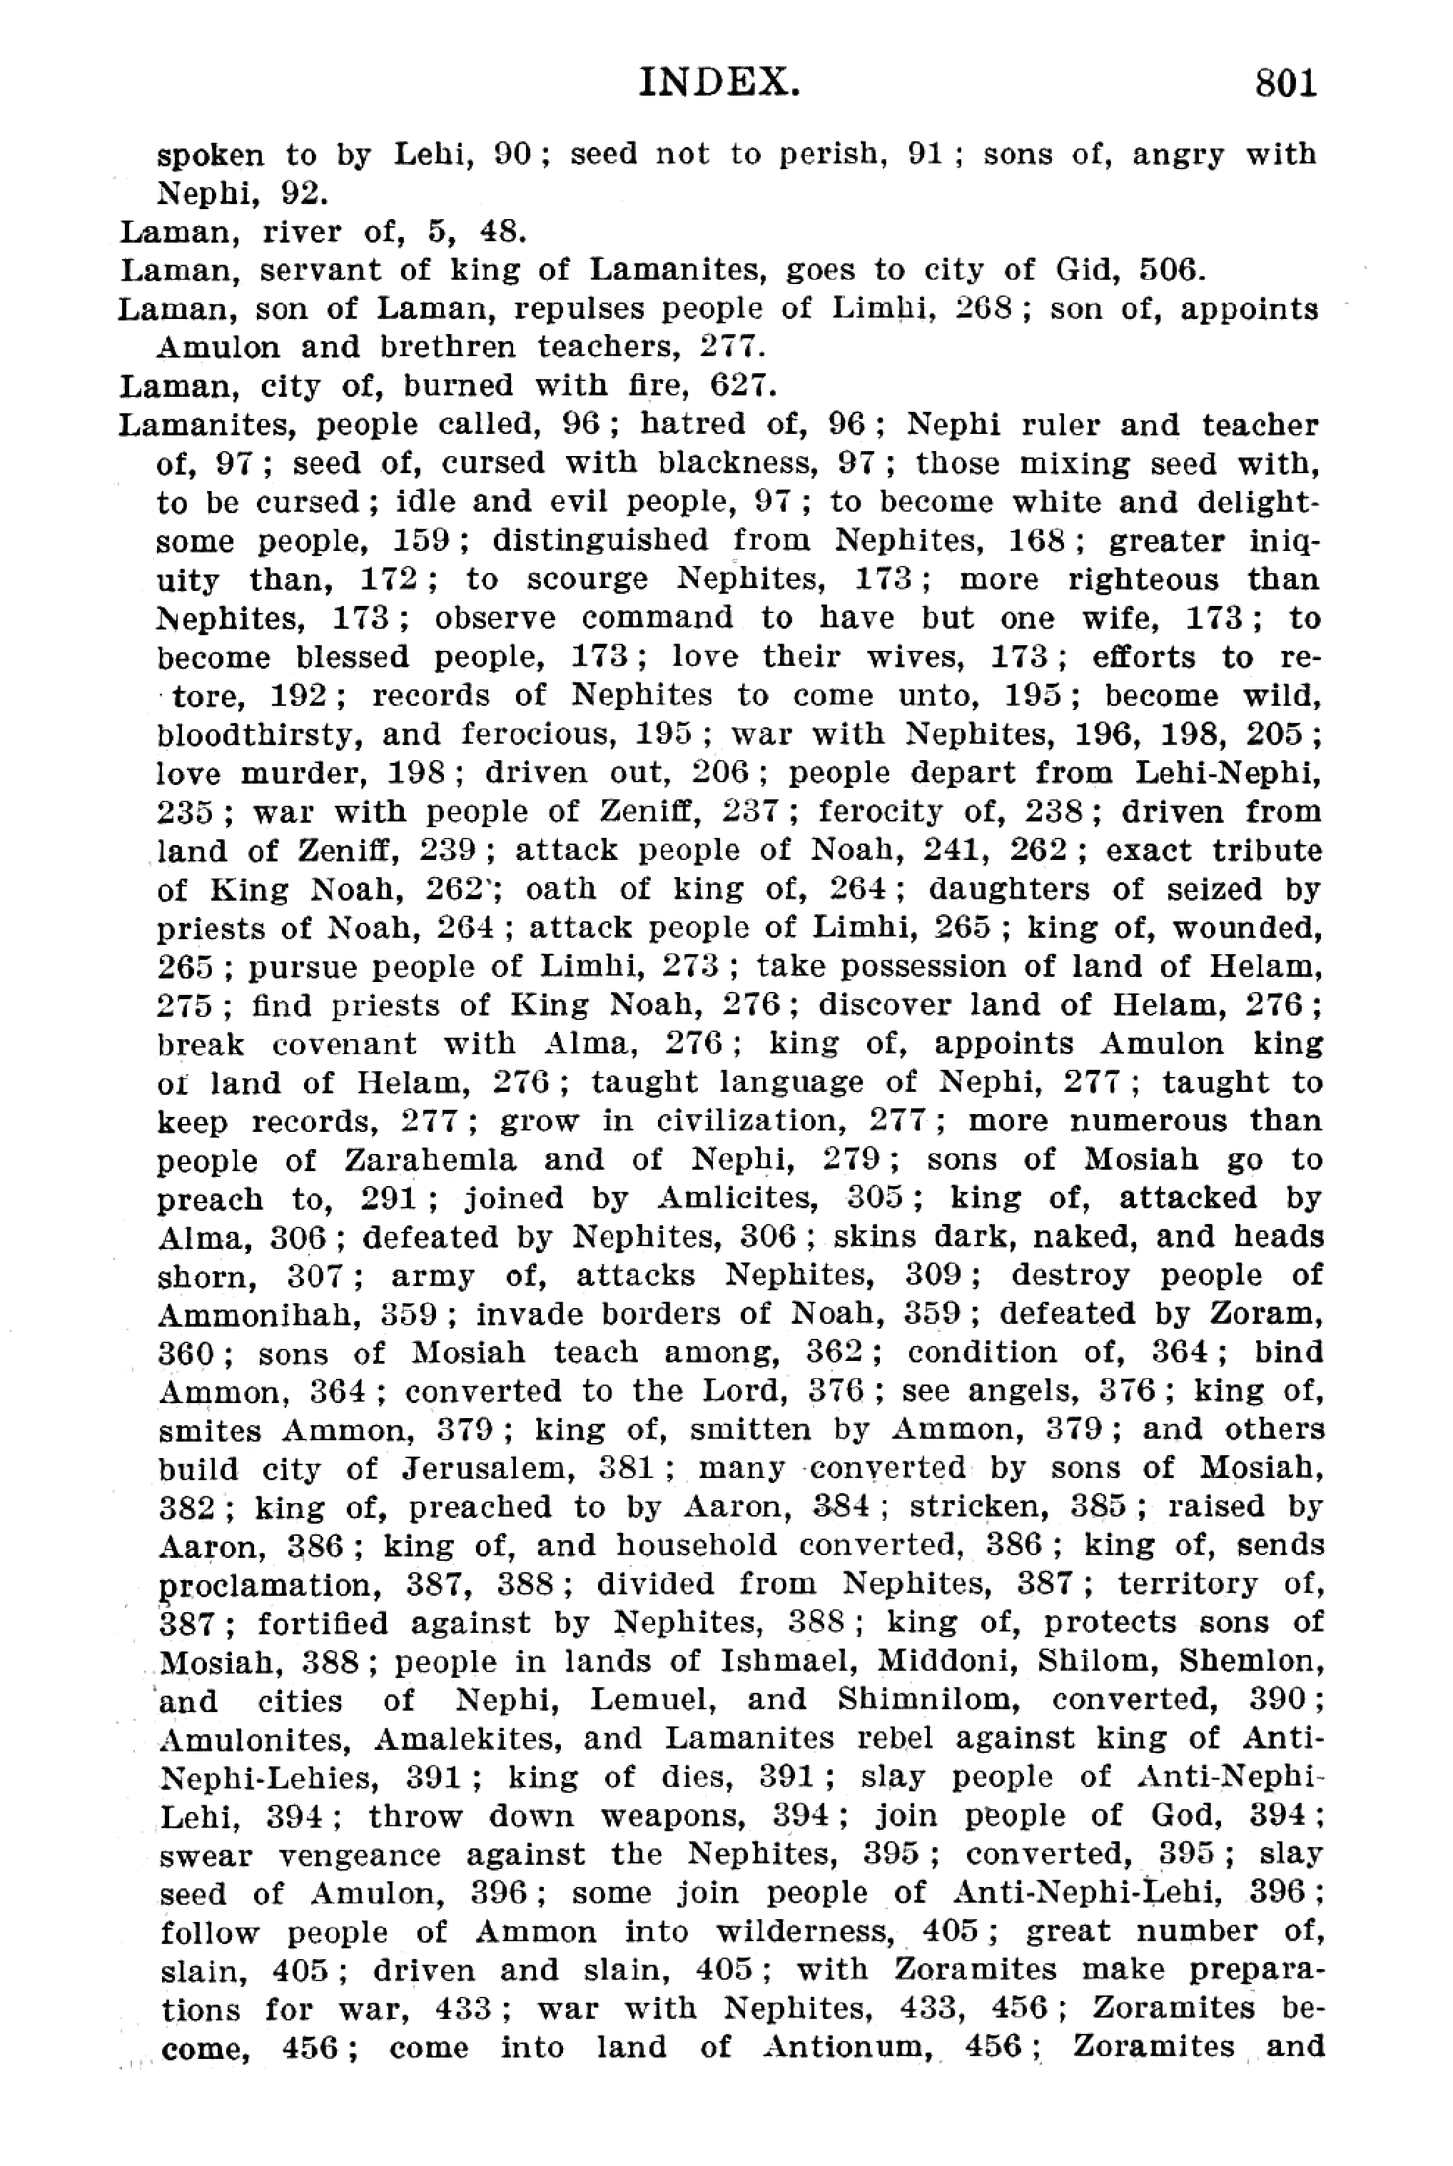 INDEX. 801
spoken to by Lehi, 90 ; seed not to perish, 91 ; sons of, angry with
Nephi, 92.
Laman, river of, 5, 48.
Laman, servant of king of Lamanites, goes to city of Gid, 506.
Laman, son of Laman, repulses people of Limhi, 268 ; son of, appoints
Amulon and brethren teachers, 277.
Laman, city of, burned with fire, 627.
Lamanites, people called, 96 ; hatred of, 96 ; Nephi ruler and teacher
of, 97 ; seed of, cursed with blackness, 97 ; those mixing seed with,
to be cursed ; idle and evil people, 97 ; to become white and delight-
some people, 159 ; distinguished from Nephites, 168 ; greater iniq-
uity than, 172 ; to scourge Nephites, 173 ; more righteous than
Nephites, 173 ; observe command to have but one wife, 173 ; to
become blessed people, 173 ; love their wives, 173 ; efforts to re-
tore, 192 ; records of Nephites to come unto, 195 ; become wild,
bloodthirsty, and ferocious, 195 ; war with Nephites, 196, 198, 205 ;
love murder, 198 ; driven out, 206 ; people depart from Lehi-Nephi,
235 ; war with people of Zeniff, 237 ; ferocity of, 238 ; driven from
land of Zeniff, 239 ; attack people of Noah, 241, 262 ; exact tribute
of King Noah, 262 ; oath of king of, 264 ; daughters of seized by
priests of Noah, 264 ; attack people of Limhi, 265 ; king of, wounded,
265 ; pursue people of Limhi, 273 ; take possession of land of Helam,
275 ; find priests of King Noah, 276 ; discover land of Helam, 276 ;
break covenant with Alma, 276 ; king of, appoints Amulon king
of land of Helam, 276 ; taught language of Nephi, 277 ; taught to
keep records, 277 ; grow in civilization, 277 ; more numerous than
people of Zarahemla and of Nephi, 279 ; sons of Mosiah go to
preach to, 291 ; joined by Amlicites, 305 ; king of, attacked by
Alma, 306 ; defeated by Nephites, 306 ; skins dark, naked, and heads
shorn, 307 ; army of, attacks Nephites, 309 ; destroy people of
Ammonihah, 359 ; invade borders of Noah, 359 ; defeated by Zoram,
360 ; sons of Mosiah teach among, 362 ; condition of, 364 ; bind
Ammon, 364 ; converted to the Lord, 376 ; see angels, 376 ; king of,
smites Ammon, 379 ; king of, smitten by Ammon, 379 ; and others
build city of Jerusalem, 381 ; many converted by sons of Mosiah,
382 ; king of, preached to by Aaron, 384 ; stricken, 385 ; raised by
Aaron, 386 ; king of, and household converted, 386 ; king of, sends
proclamation, 387, 388 ; divided from Nephites, 387 ; territory of,
387 ; fortified against by Nephites, 388 ; king of, protects sons of
Mosiah, 388 ; people in lands of Ishmael, Middoni, Shilom, Shemlon,
and cities of Nephi, Lemuel, and Shimnilom, converted, 390 ;
Amulonites, Amalekites, and Lamanites rebel against king of Anti-
Nephi-Lehies, 391 ; king of dies, 391 ; slay people of Anti-Nephi-
Lehi, 394 ; throw down weapons, 394 ; join people of God, 394 ;
swear vengeance against the Nephites, 395 ; converted, 395 ; slay
seed of Amulon, 396 ; some join people of Anti-Nephi-Lehi, 396 ;
follow people of Ammon into wilderness, 405 ; great number of,
slain, 405 ; driven and slain, 405 ; with Zoramites make prepara-
tions for war, 433 ; war with Nephites, 433, 456 ; Zoramites be-
come, 456 ; come into land of Antionum, 456 ; Zoramites and